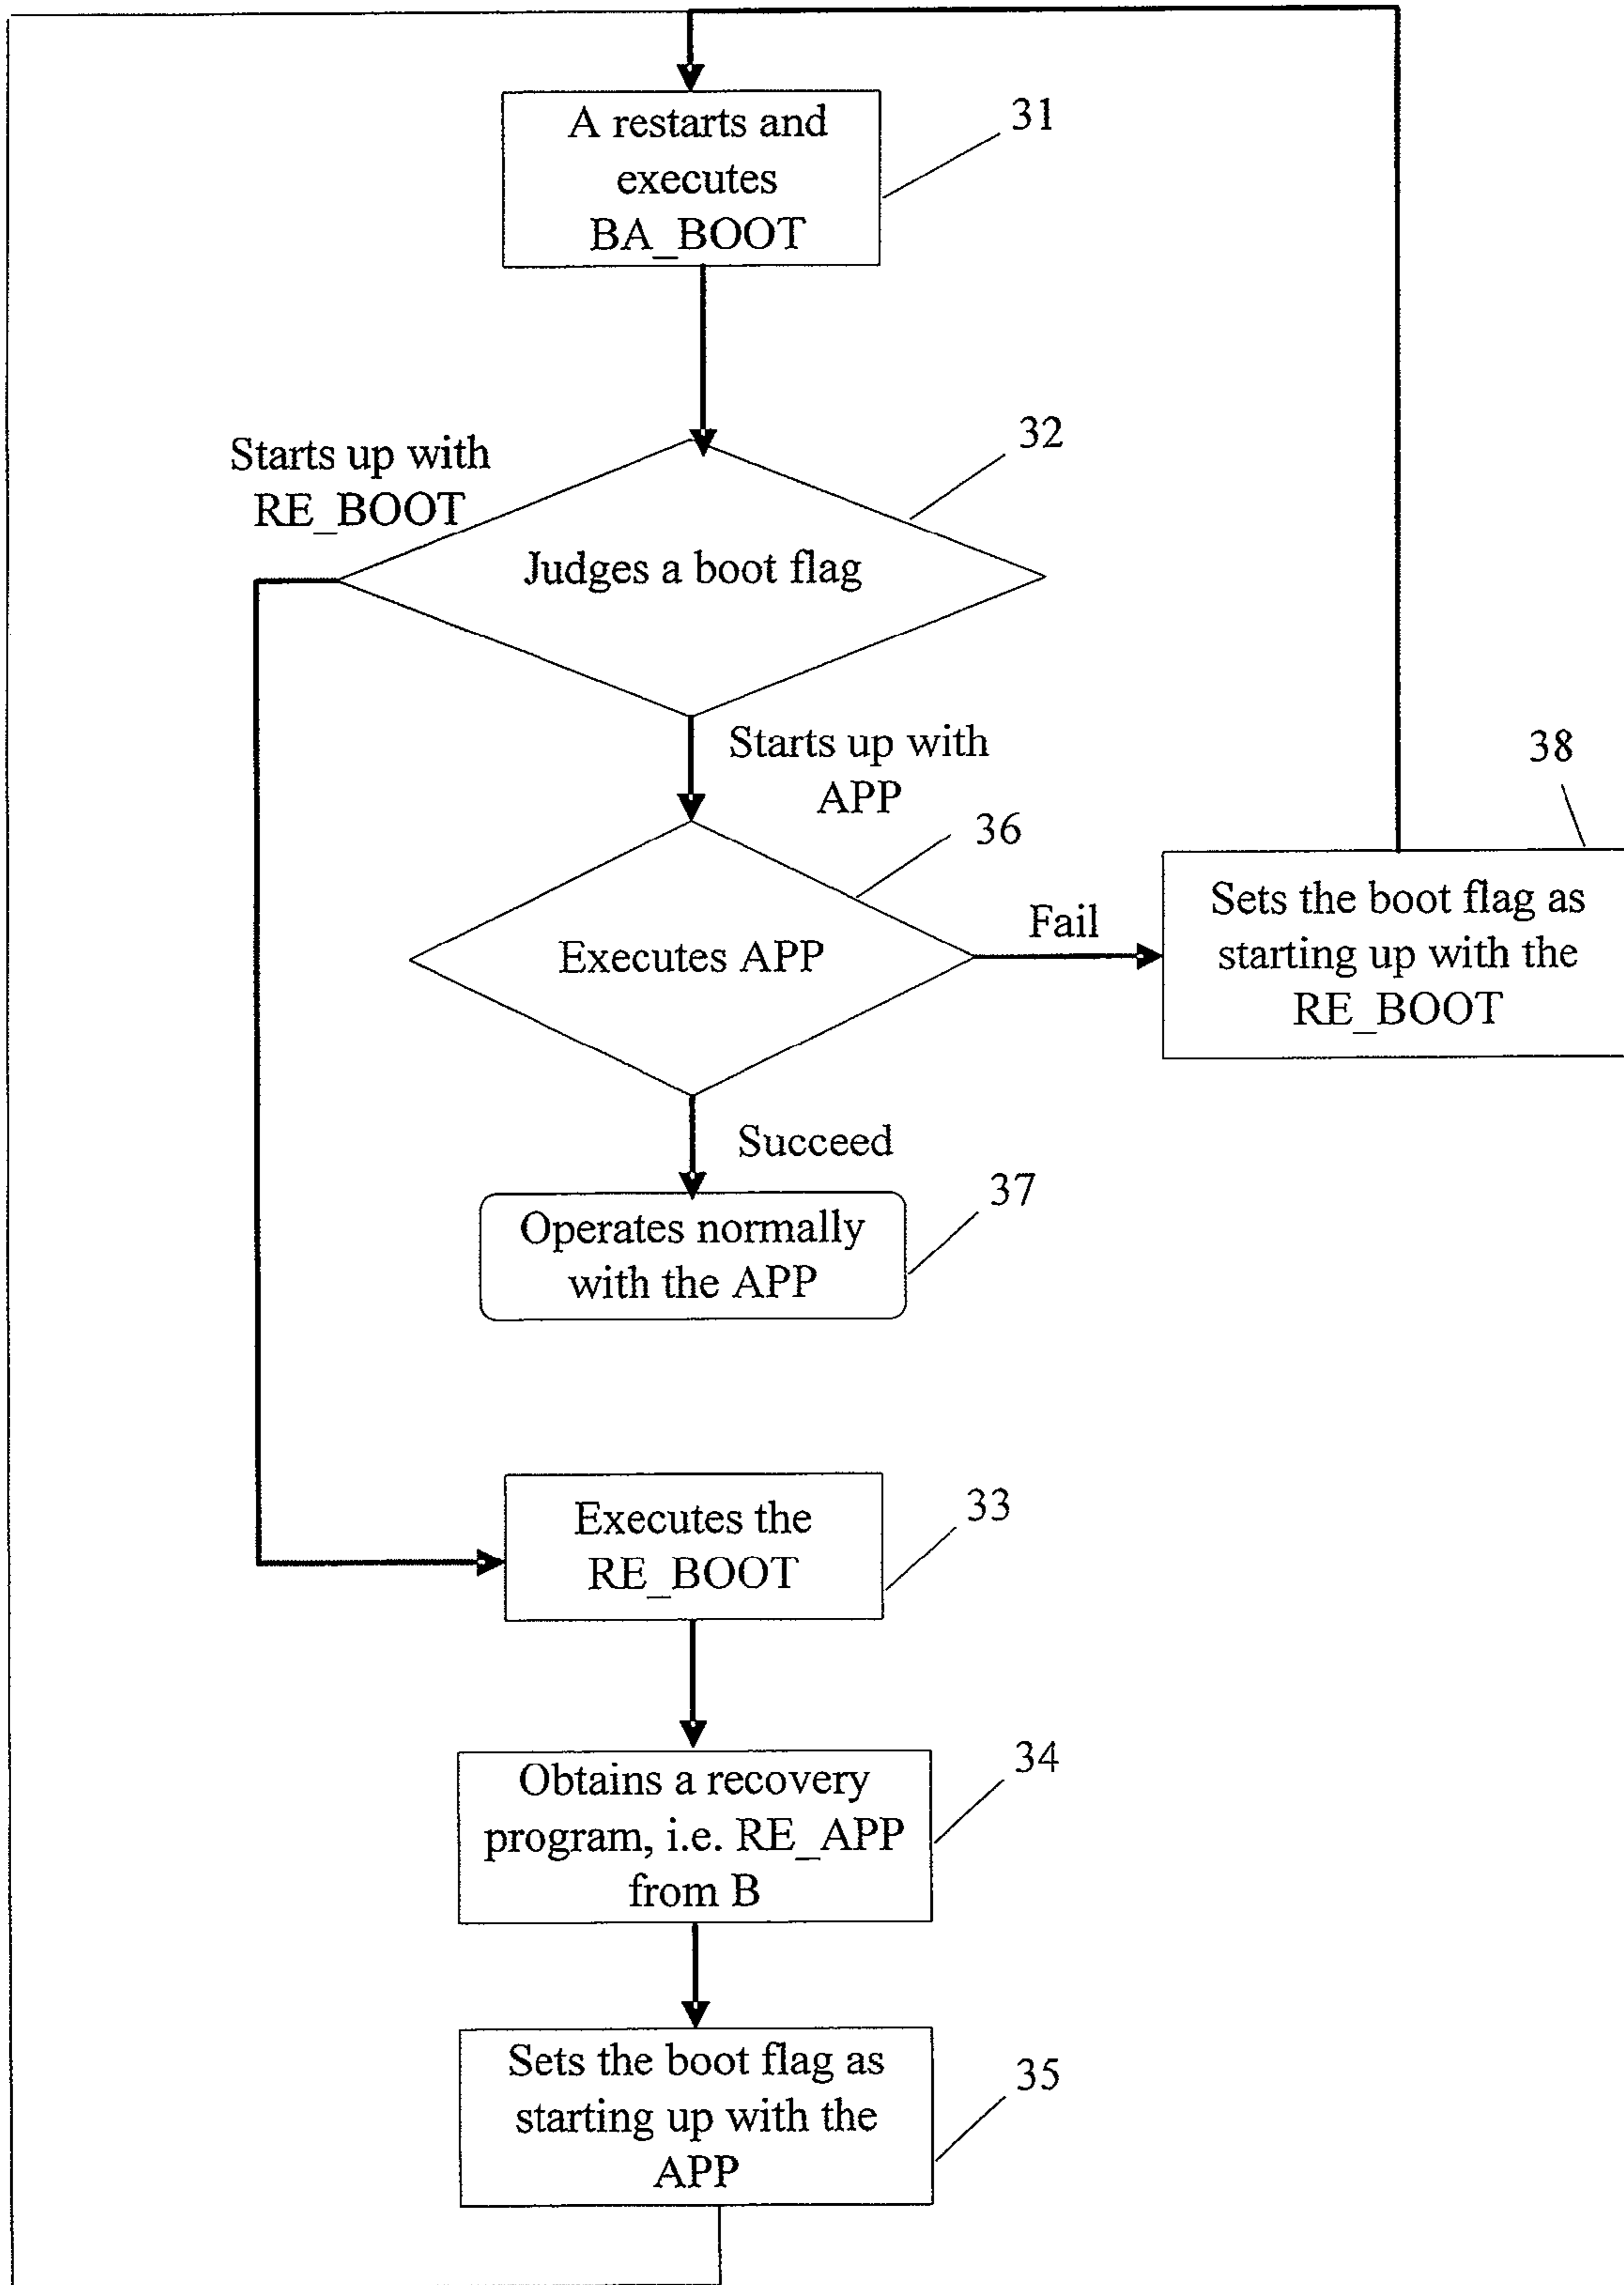 A restarts and
executes
BA_BOOT
31
Starts up with
RE_BOOT
32
Judges a boot flag
Starts up with
APP
38
36
Executes APP
Fail
Sets the boot flag as
starting up with the
RE_BOOT
Succeed
37
Operates normally
with the APP
Executes the
RE_BOOT
33
Obtains a recovery
program, i.e. RE_APP
from B
34
Sets the boot flag as
starting up with the
APP
35